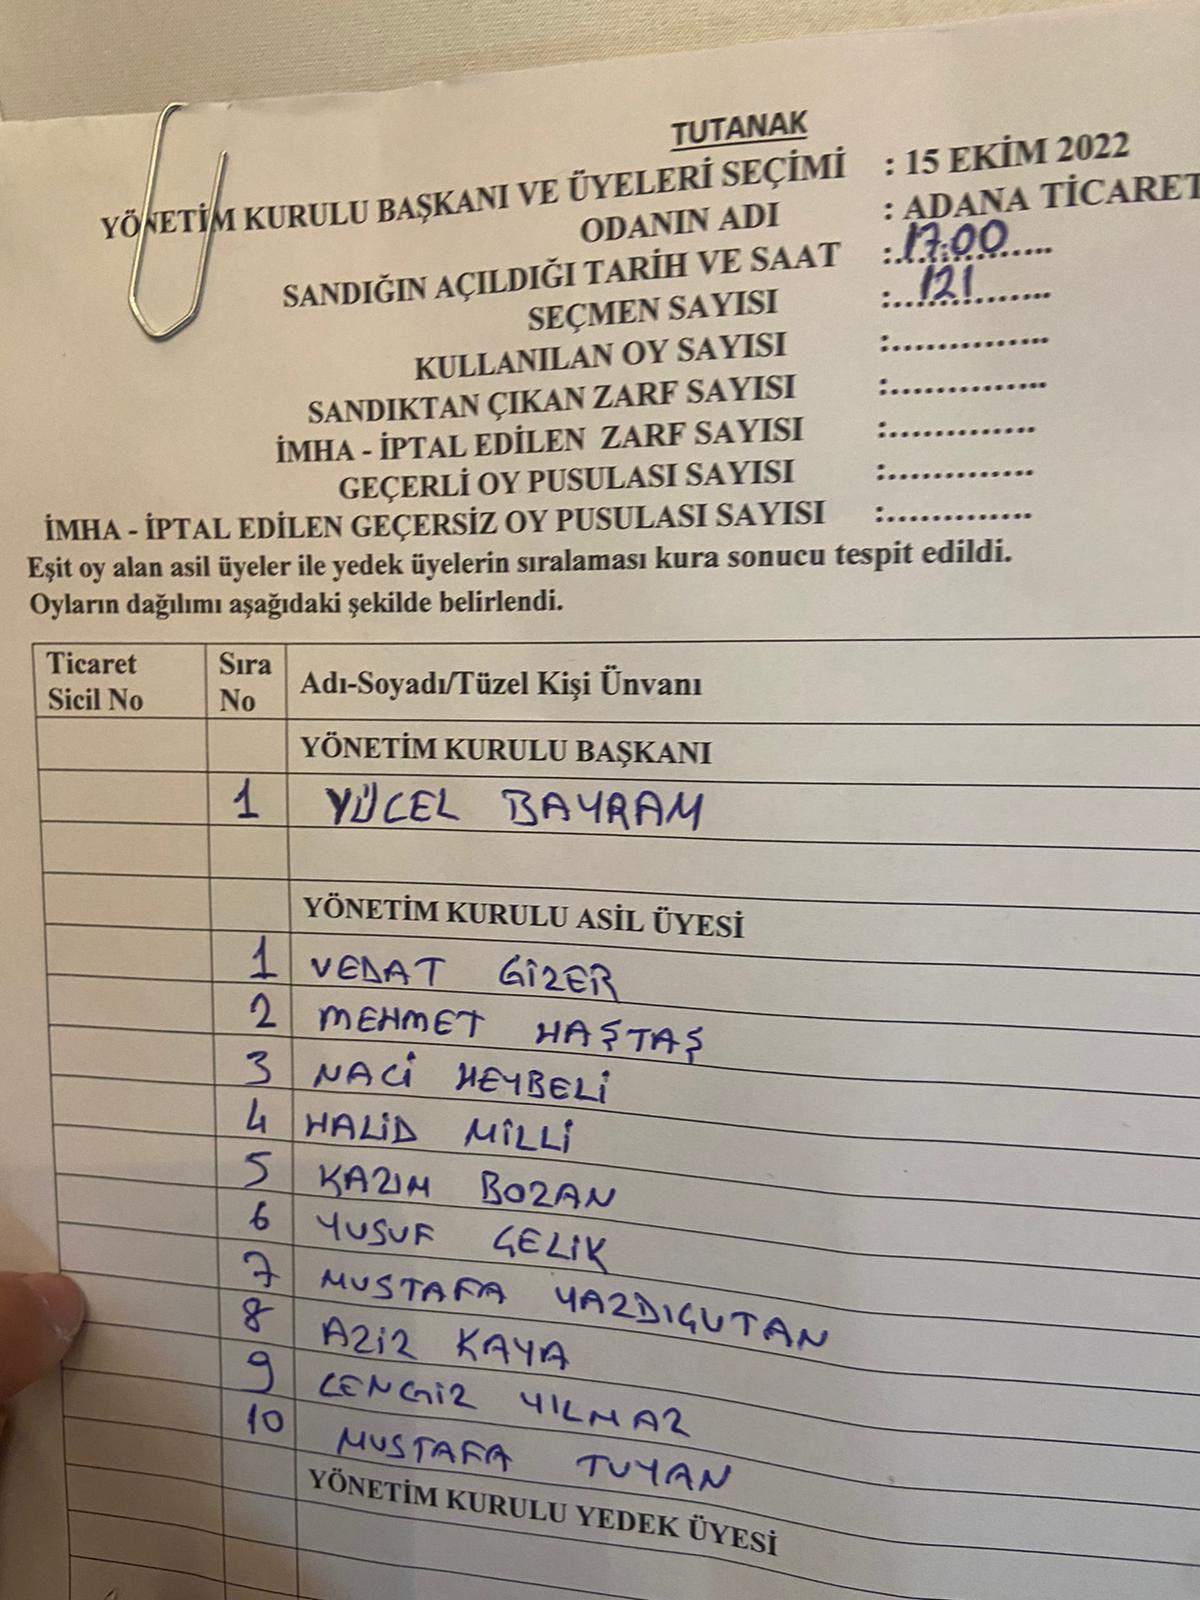 TUTANAK
YÖNETİM KURULU BAŞKANI VE ÜYELERİ SEÇİMİ : 15 EKİM 2022
ODANIN ADI : ADANA TİCARET
SANDIĞIN AÇILDIĞI TARİH VE SAAT :..17:00......
SEÇMEN SAYISI :...121.......
KULLANILAN OY SAYISI :..............
SANDIKTAN ÇIKAN ZARF SAYISI :..............
İMHA - İPTAL EDİLEN ZARF SAYISI :.............
GEÇERLİ OY PUSULASI SAYISI :.............
İMHA - İPTAL EDİLEN GEÇERSİZ OY PUSULASI SAYISI :.............
Eşit oy alan asil üyeler ile yedek üyelerin sıralaması kura sonucu tespit edildi.
Oyların dağılımı aşağıdaki şekilde belirlendi.
Ticaret Sicil No Sıra No Adı-Soyadı/Tüzel Kişi Ünvanı
YÖNETİM KURULU BAŞKANI
1 YÜCEL BAYRAM
YÖNETİM KURULU ASİL ÜYESİ
1 VEDAT GİZER
2 MEHMET HAŞTAŞ
3 NACİ HEYBELİ
4 HALİD MİLLİ
5 KAZIM BOZAN
6 YUSUF ÇELİK
7 MUSTAFA YAZDIÇUTAN
8 AZİZ KAYA
9 CENGİZ YILMAZ
10 MUSTAFA TUYAN
YÖNETİM KURULU YEDEK ÜYESİ